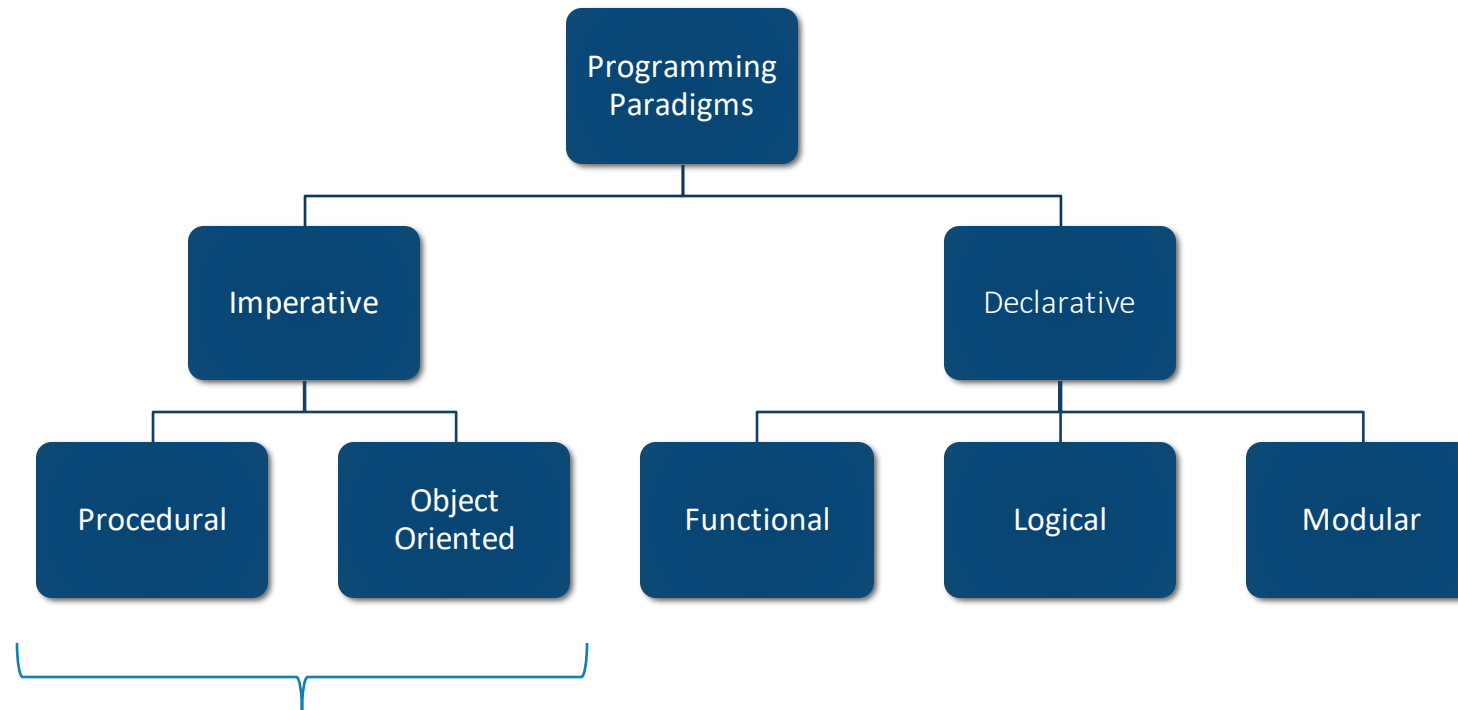 Programming
Paradigms
Imperative
Declarative
Procedural
Object
Oriented
Functional
Logical
Modular